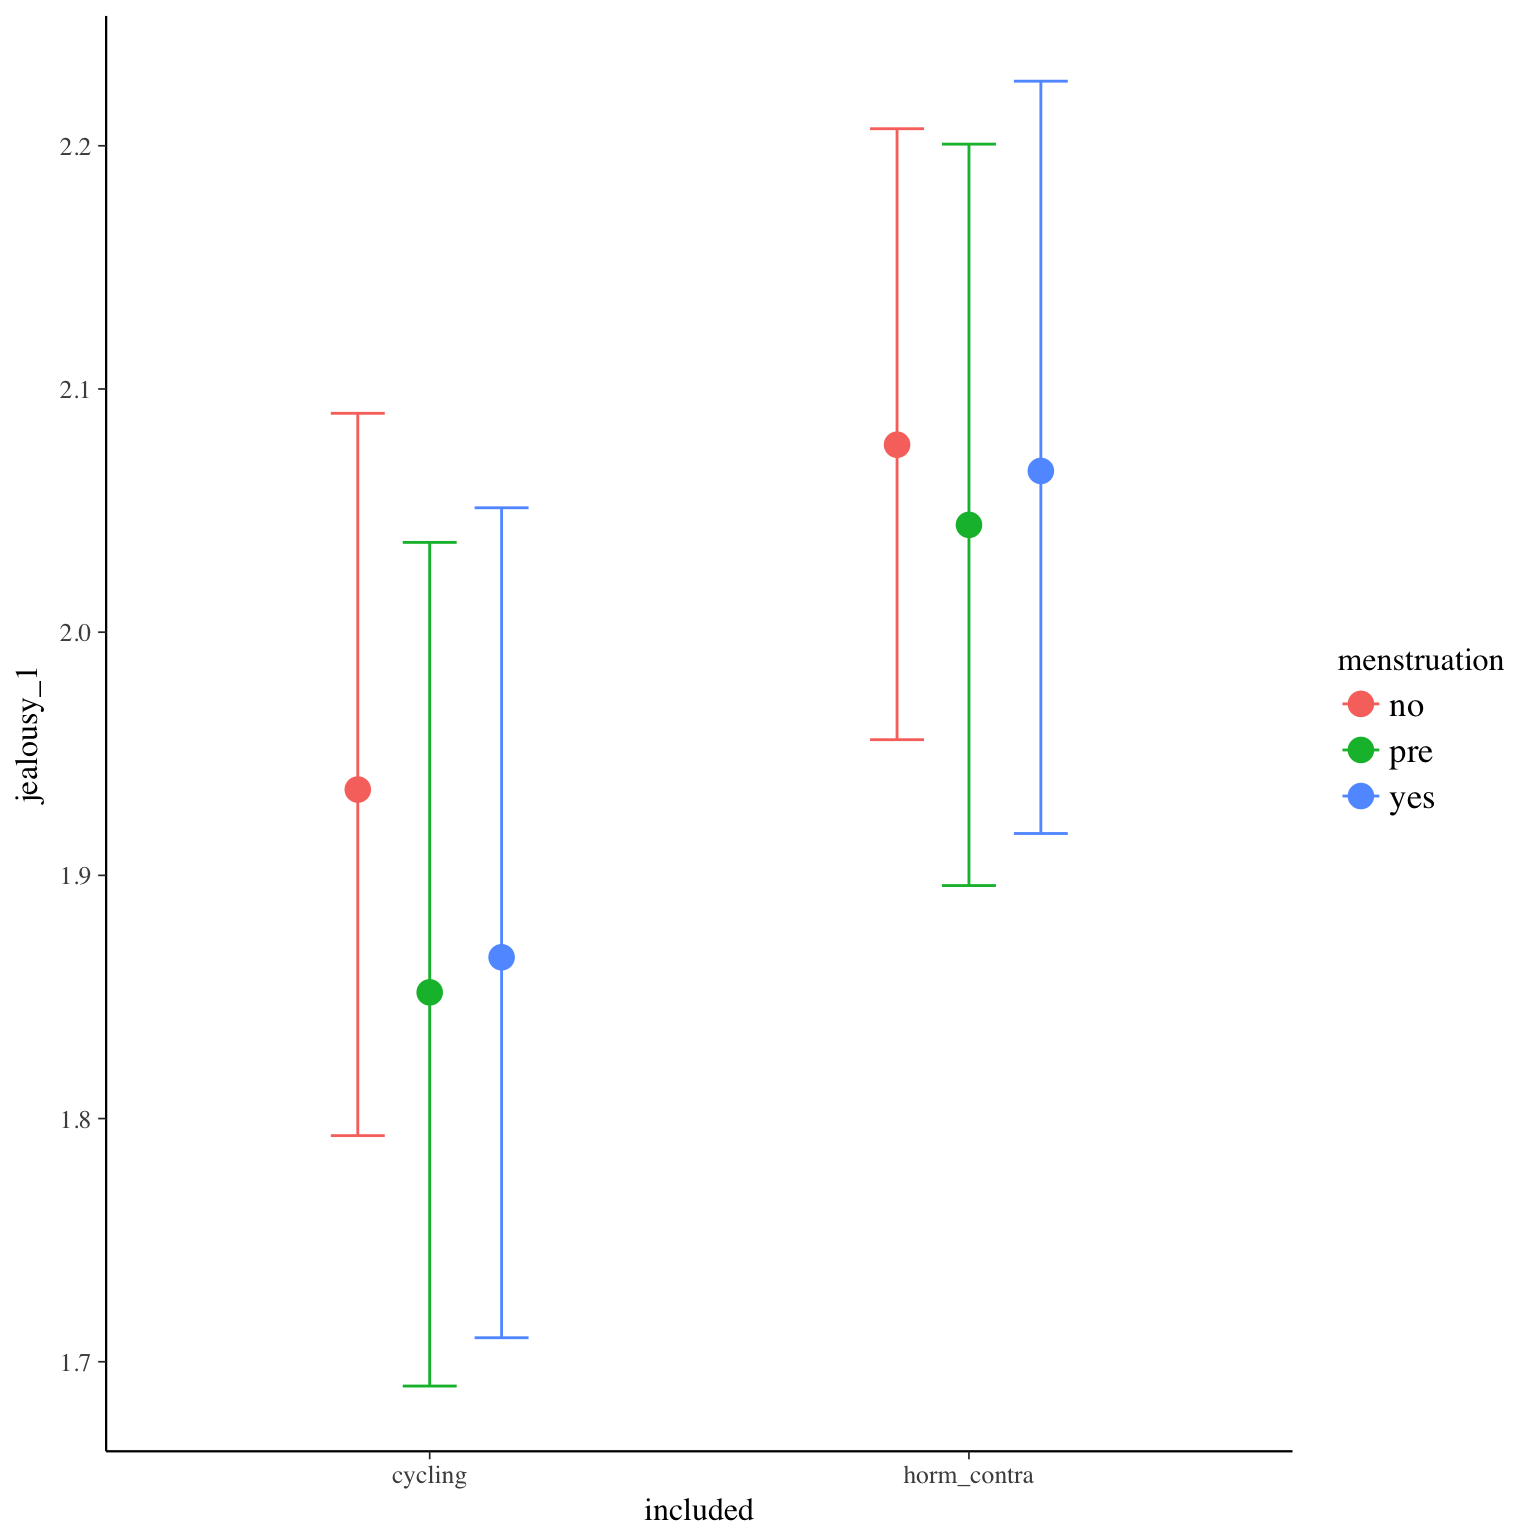 2.2
2.1
2.0
1.9
1.8
1.7
jealousy_1
cycling
horm_contra
included
menstruation
no
pre
yes